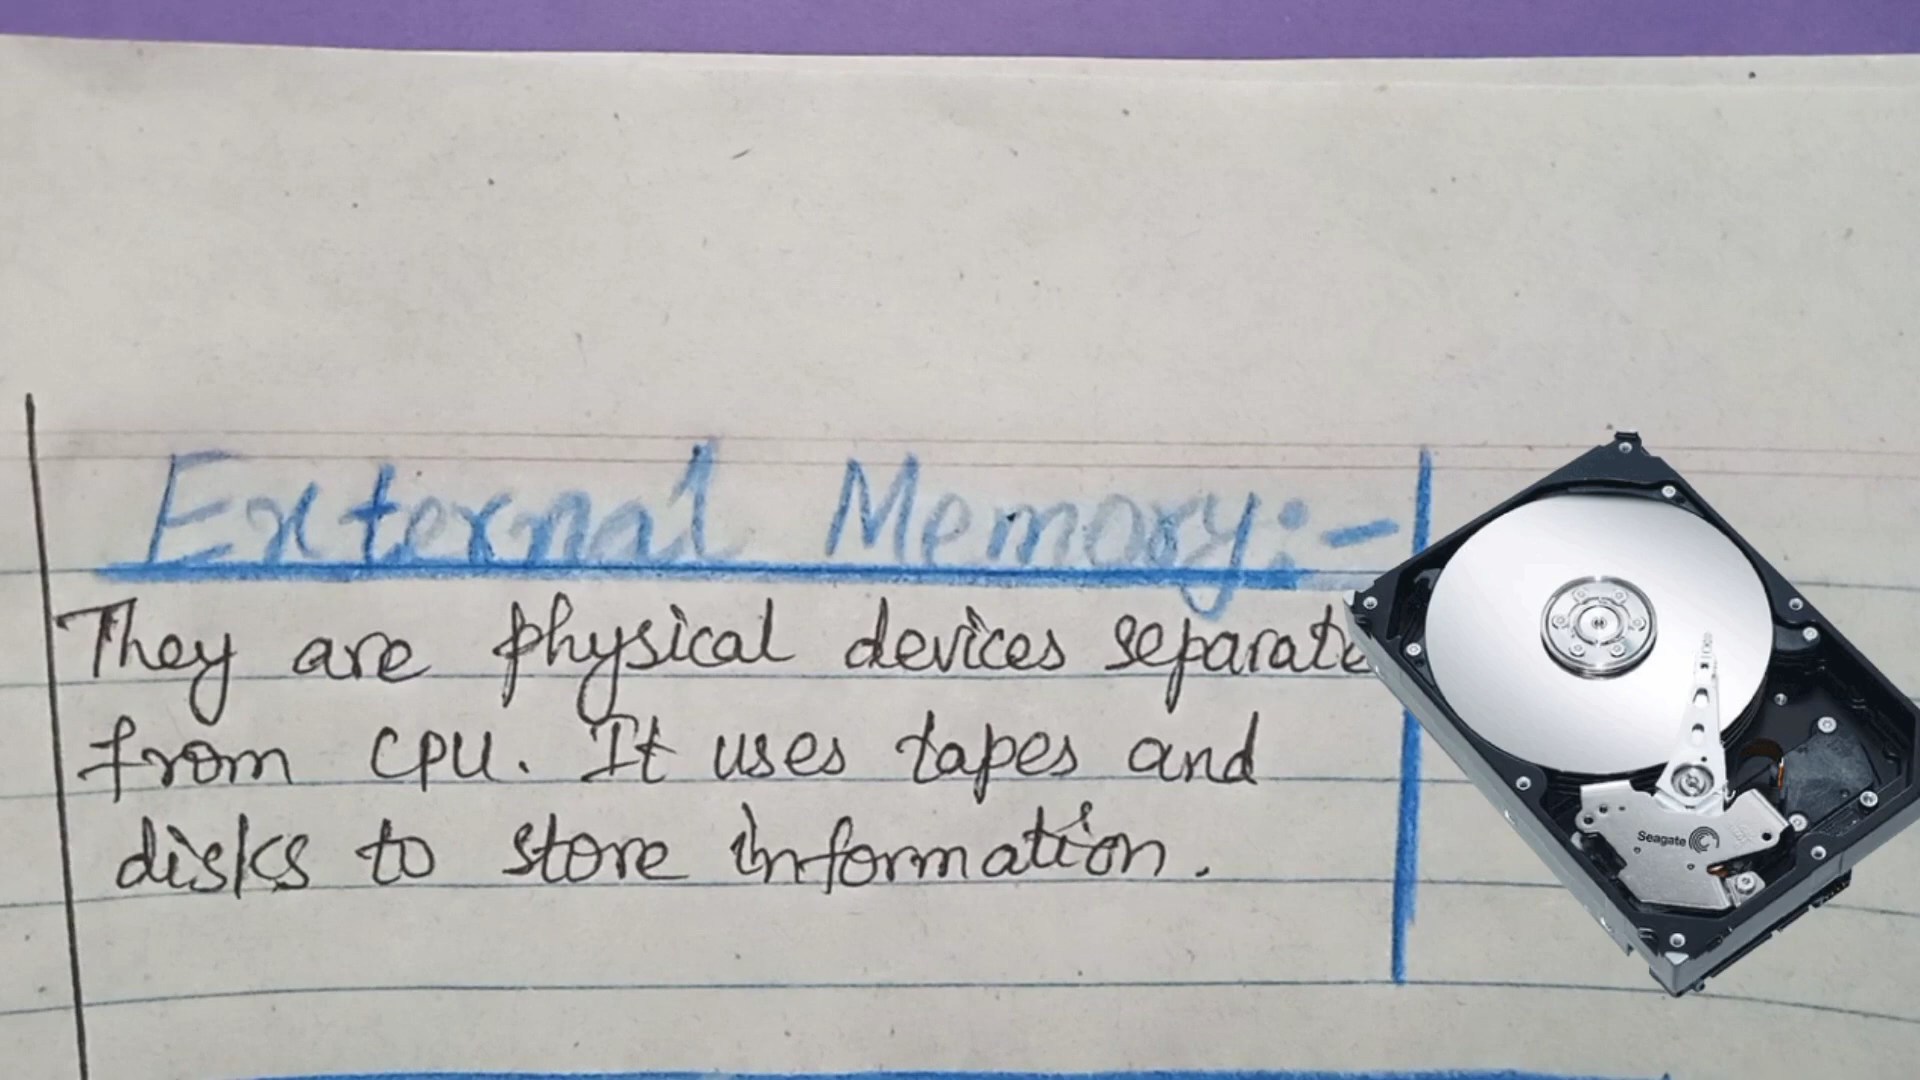 External Memory:-
They are physical devices separate
from CPU. It uses tapes and
disks to store information.
Seagate